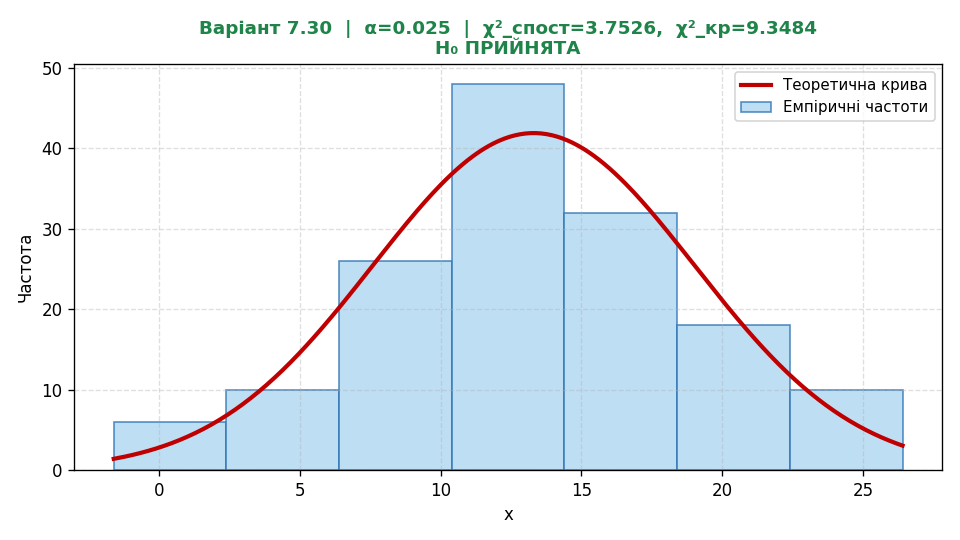 Варіант 7.30 | α=0.025 | χ²_спост=3.7526, χ²_кр=9.3484
H₀ ПРИЙНЯТА
Теоретична крива
Емпіричні частоти
Частота
50
40
30
20
10
0
0 5 10 15 20 25
x